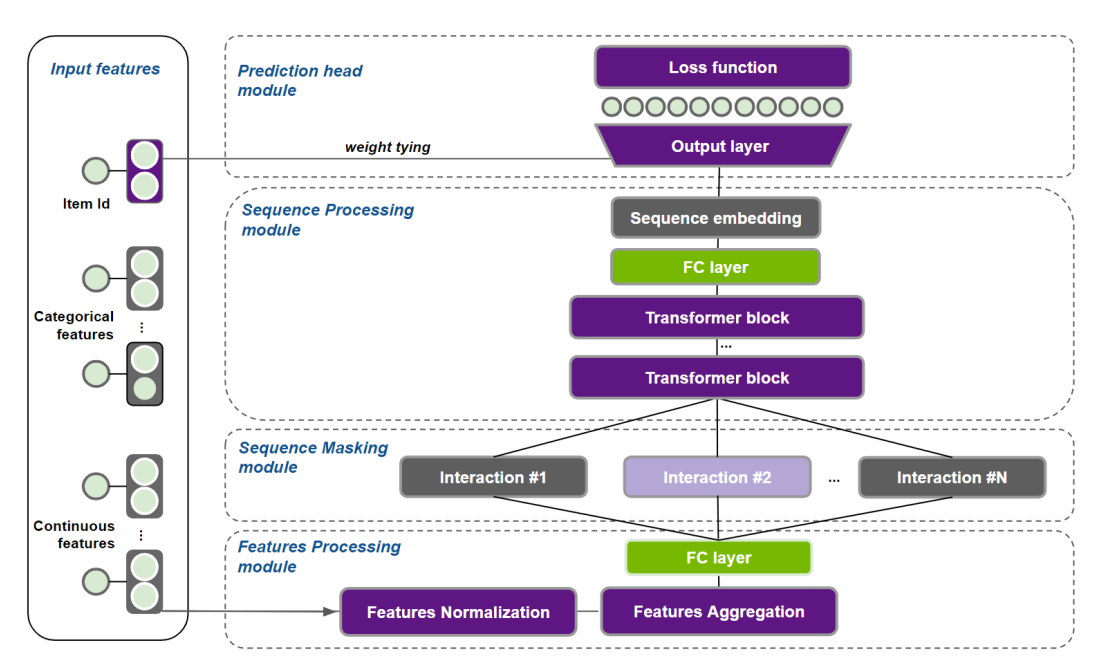 Input features
Item Id
Categorical
features
...
Continuous
features
...
Prediction head
module
Loss function
weight tying
Output layer
Sequence Processing
module
Sequence embedding
FC layer
Transformer block
...
Transformer block
Sequence Masking
module
Interaction #1
Interaction #2
...
Interaction #N
Features Processing
module
FC layer
Features Normalization
Features Aggregation